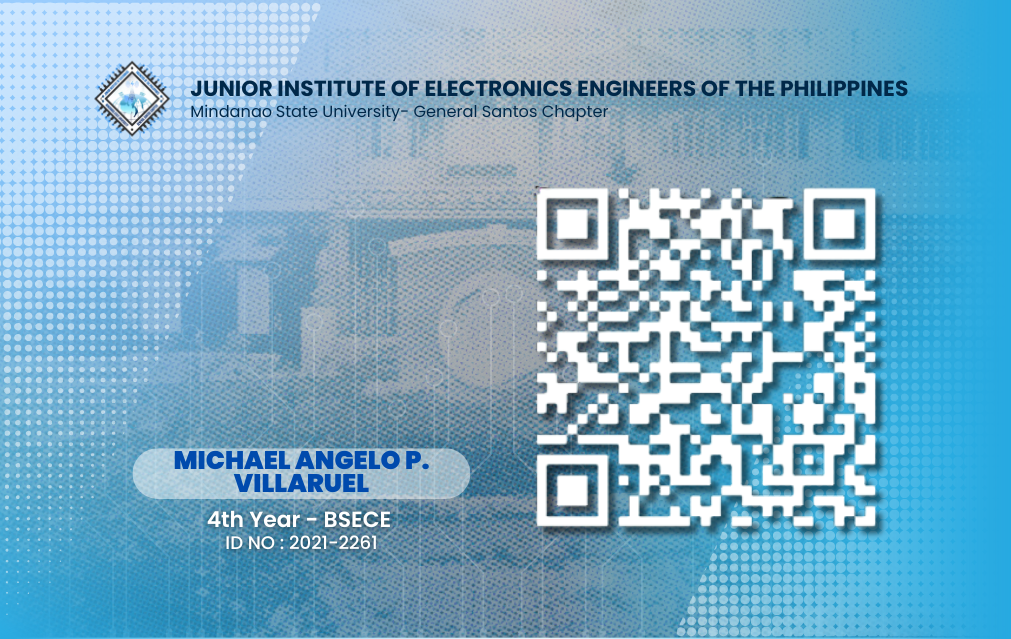 JUNIOR INSTITUTE OF ELECTRONICS ENGINEERS OF THE PHILIPPINES
Mindanao State University- General Santos Chapter
MICHAEL ANGELO P.
VILLARUEL
4th Year - BSECE
ID NO : 2021-2261